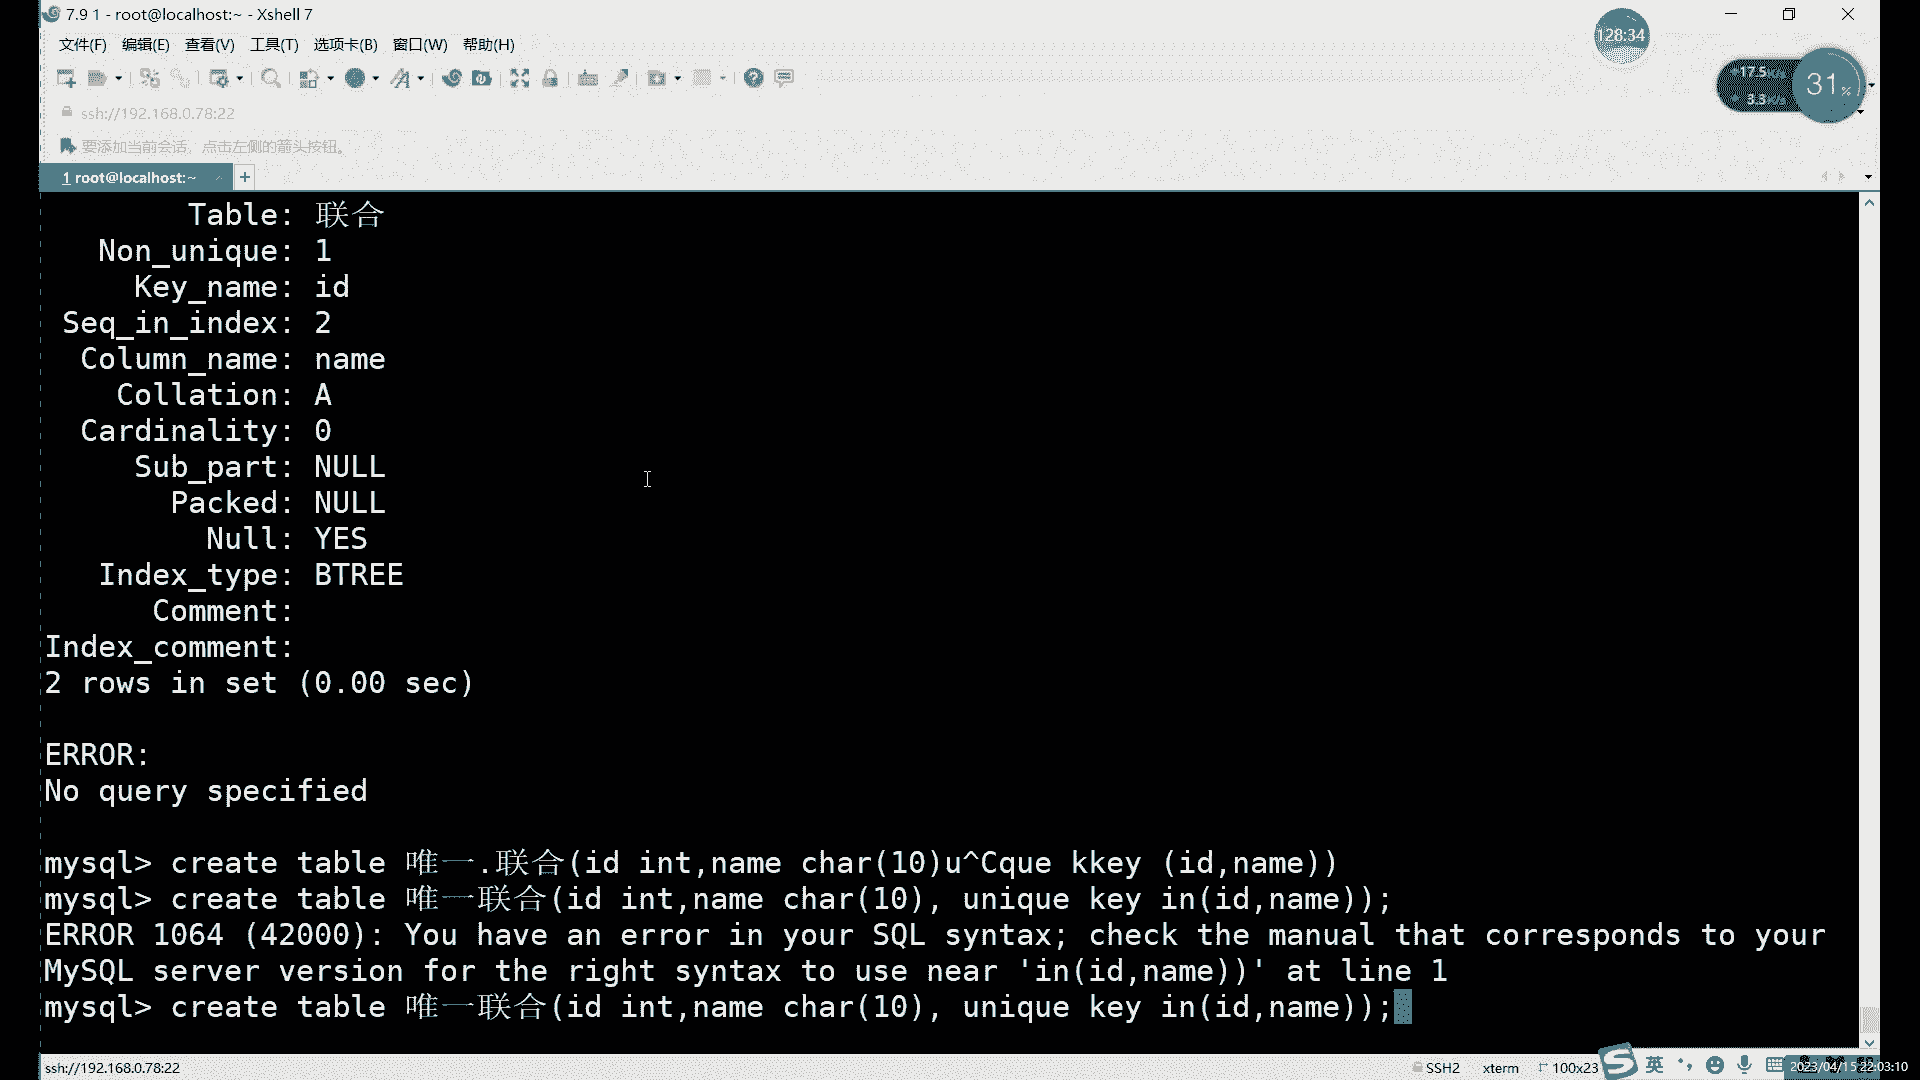 7.9 1 - root@localhost:~ - Xshell 7
128:34
文件(F) 编辑(E) 查看(V) 工具(T) 选项卡(B) 窗口(W) 帮助(H)
17.5K/s
31%
3.3K/s
ssh://192.168.0.78:22
要添加当前会话，点击左侧的箭头按钮。
1 root@localhost:~
Table: 联合
Non_unique: 1
Key_name: id
Seq_in_index: 2
Column_name: name
Collation: A
Cardinality: 0
Sub_part: NULL
Packed: NULL
Null: YES
Index_type: BTREE
Comment:
Index_comment:
2 rows in set (0.00 sec)
ERROR:
No query specified
mysql> create table 唯一.联合(id int,name char(10)u^Cque kkey (id,name))
mysql> create table 唯一联合(id int,name char(10), unique key in(id,name));
ERROR 1064 (42000): You have an error in your SQL syntax; check the manual that corresponds to your
MySQL server version for the right syntax to use near 'in(id,name))' at line 1
mysql> create table 唯一联合(id int,name char(10), unique key in(id,name));
ssh://192.168.0.78:22
SSH2
xterm
100x23
英
2023/04/15 22:03:10